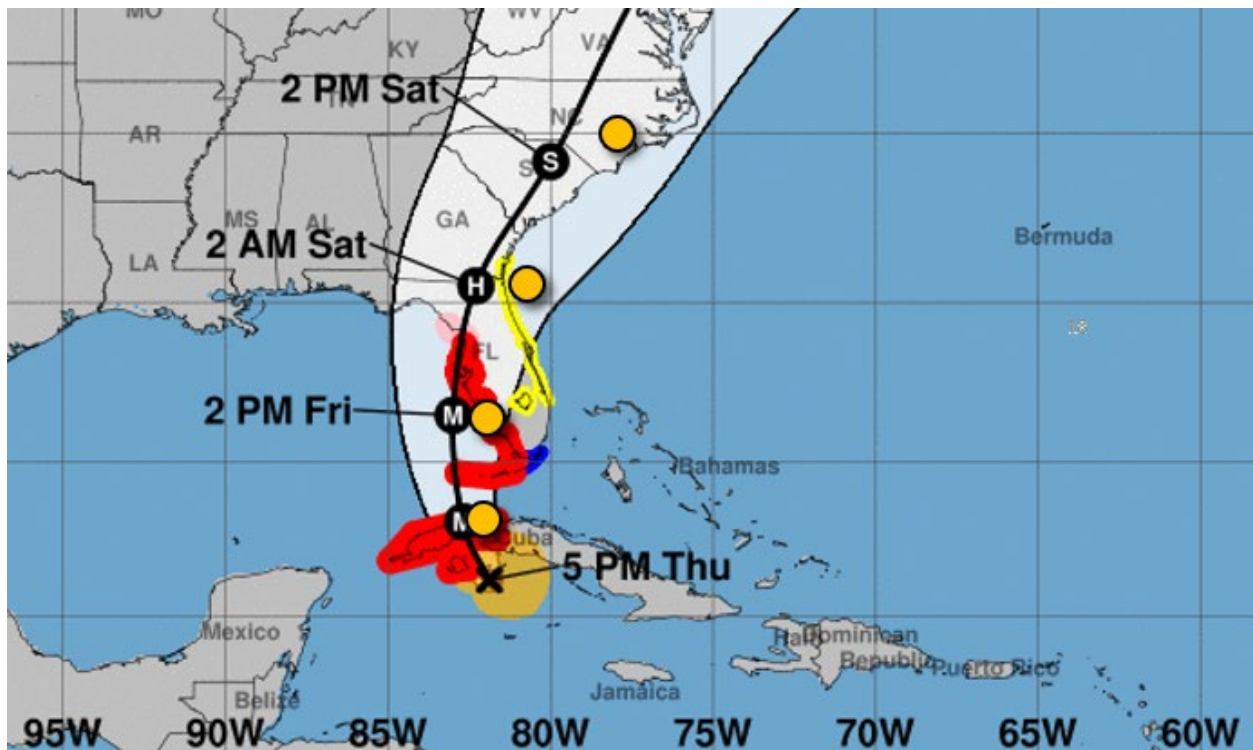 MO
WV
KY
VA
2 PM Sat
TN
NC
AR
S
S
MS
AL
GA
2 AM Sat
H
Bermuda
LA
FL
2 PM Fri
M
Bahamas
M
Cuba
5 PM Thu
Mexico
Haiti
Dominican
Republic
Puerto Rico
Belize
Jamaica
95W 90W 85W 80W 75W 70W 65W 60W